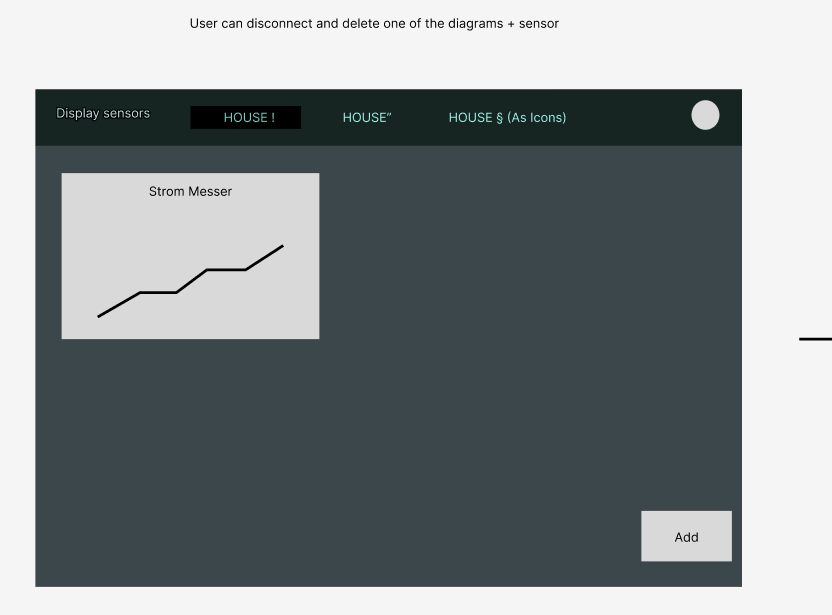 User can disconnect and delete one of the diagrams + sensor
Display sensors
HOUSE !
HOUSE”
HOUSE § (As Icons)
Strom Messer
Add